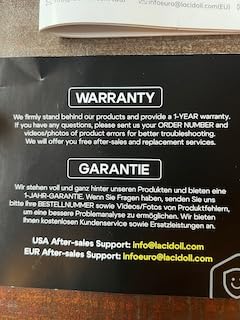 infoeuro@lacidoll.com(EU)
WARRANTY
We firmly stand behind our products and provide a 1-YEAR warranty.
If you have any questions, please sent us your ORDER NUMBER and
videos/photos of product errors for better troubleshooting.
We will offer you free after-sales and replacement services.
GARANTIE
Wir stehen voll und ganz hinter unseren Produkten und bieten eine
1-JAHR-GARANTIE. Wenn Sie Fragen haben, senden Sie uns
bitte Ihre BESTELLNUMMER sowie Videos/Fotos von Produktfehlern,
um eine bessere Problemanalyse zu ermöglichen. Wir bieten
Ihnen kostenlosen Kundenservice sowie Ersatzleistungen an.
USA After-sales Support: info@lacidoll.com
EUR After-sales Support: infoeuro@lacidoll.com